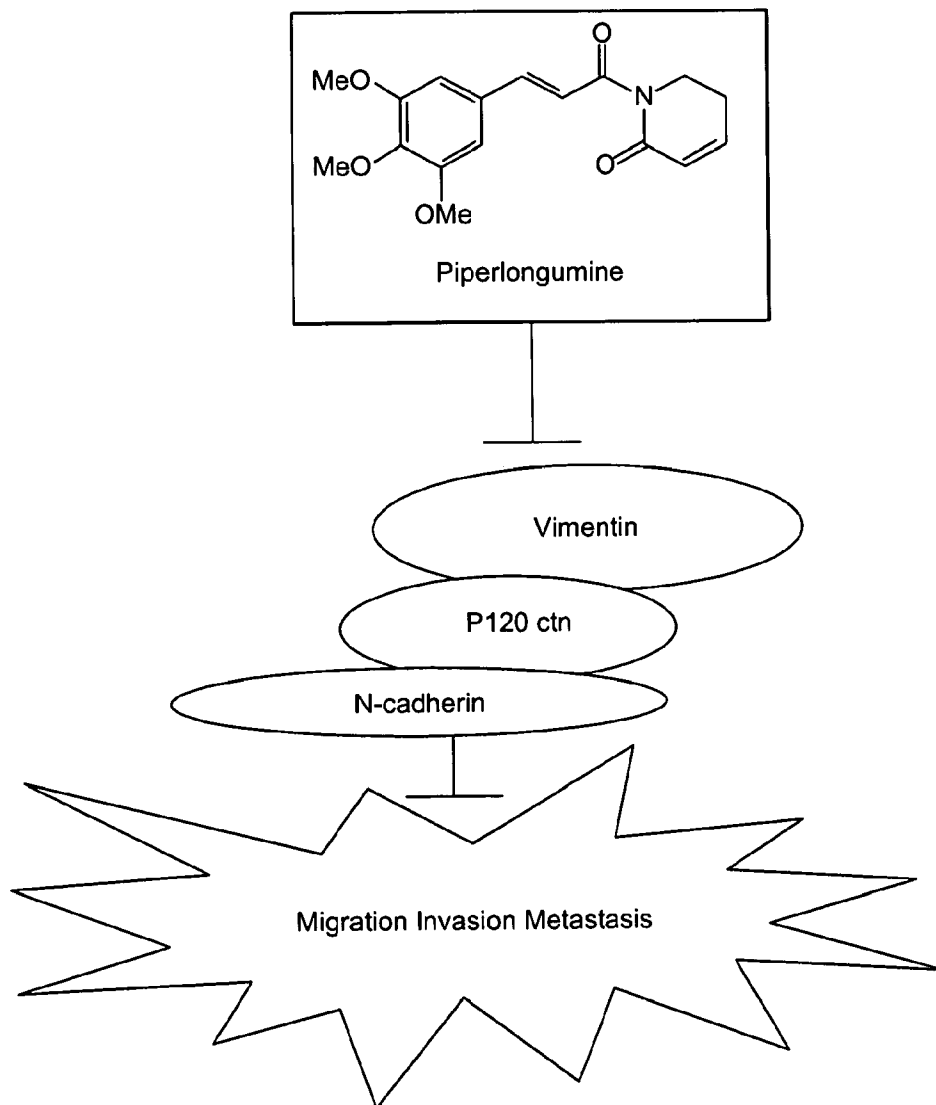 O
MeO
N
MeO
O
OMe
Piperlongumine
Vimentin
P120 ctn
N-cadherin
Migration Invasion Metastasis